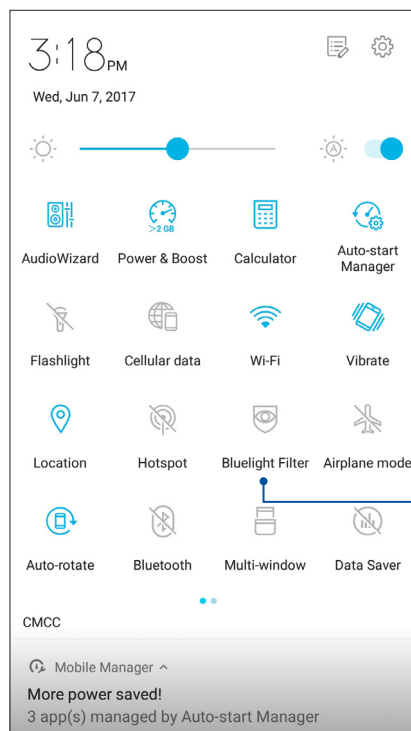 3:18 PM
Wed, Jun 7, 2017
A
>2 GB
AudioWizard Power & Boost Calculator Auto-start
Manager
Flashlight Cellular data Wi-Fi Vibrate
Location Hotspot Bluelight Filter Airplane mode
Auto-rotate Bluetooth Multi-window Data Saver
CMCC
Mobile Manager
More power saved!
3 app(s) managed by Auto-start Manager